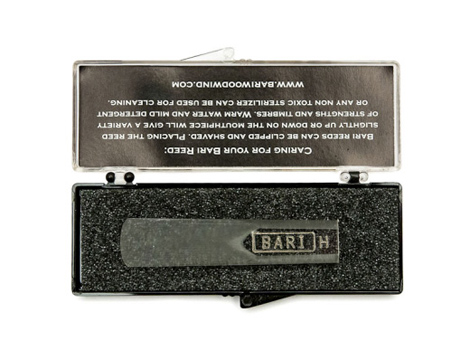 CARING FOR YOUR BARI REED:
BARI REEDS CAN BE CLIPPED AND SHAVED. PLACING THE REED
SLIGHTLY UP OR DOWN ON THE MOUTHPIECE WILL GIVE A VARIETY
OF STRENGTHS AND TIMBRES. WARM WATER AND MILD DETERGENT
OR ANY NON TOXIC STERILIZER CAN BE USED FOR CLEANING.
WWW.BARIWOODWIND.COM
BARI H